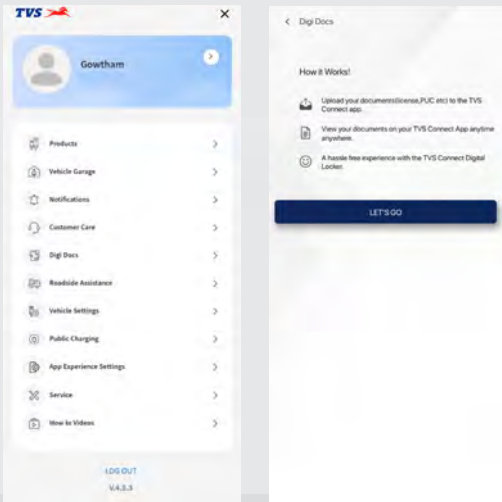 TVS
×
Gowtham
Products
Vehicle Garage
Notifications
Customer Care
Digi Docs
Roadside Assistance
Vehicle Settings
Public Charging
App Experience Settings
Service
How to Videos
LOG OUT
V.4.5.3
Digi Docs
How it Works!
Upload your documents(license,PUC etc) to the TVS
Connect app.
View your documents on your TVS Connect App anytime
anywhere.
A hassle free experience with the TVS Connect Digital
Locker.
LET'S GO